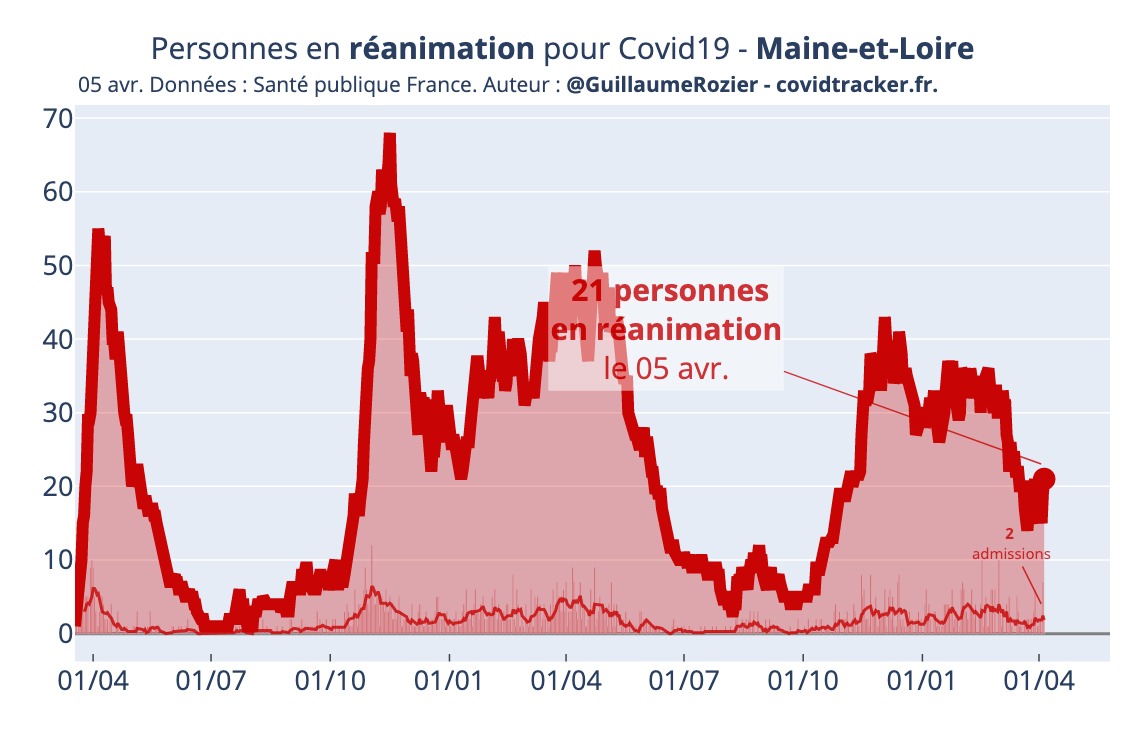 Personnes en réanimation pour Covid19 - Maine-et-Loire
05 avr. Données : Santé publique France. Auteur : @GuillaumeRozier - covidtracker.fr.
70
60
50
40
30
20
10
0
21 personnes
en réanimation
le 05 avr.
2
admissions
01/04 01/07 01/10 01/01 01/04 01/07 01/10 01/01 01/04